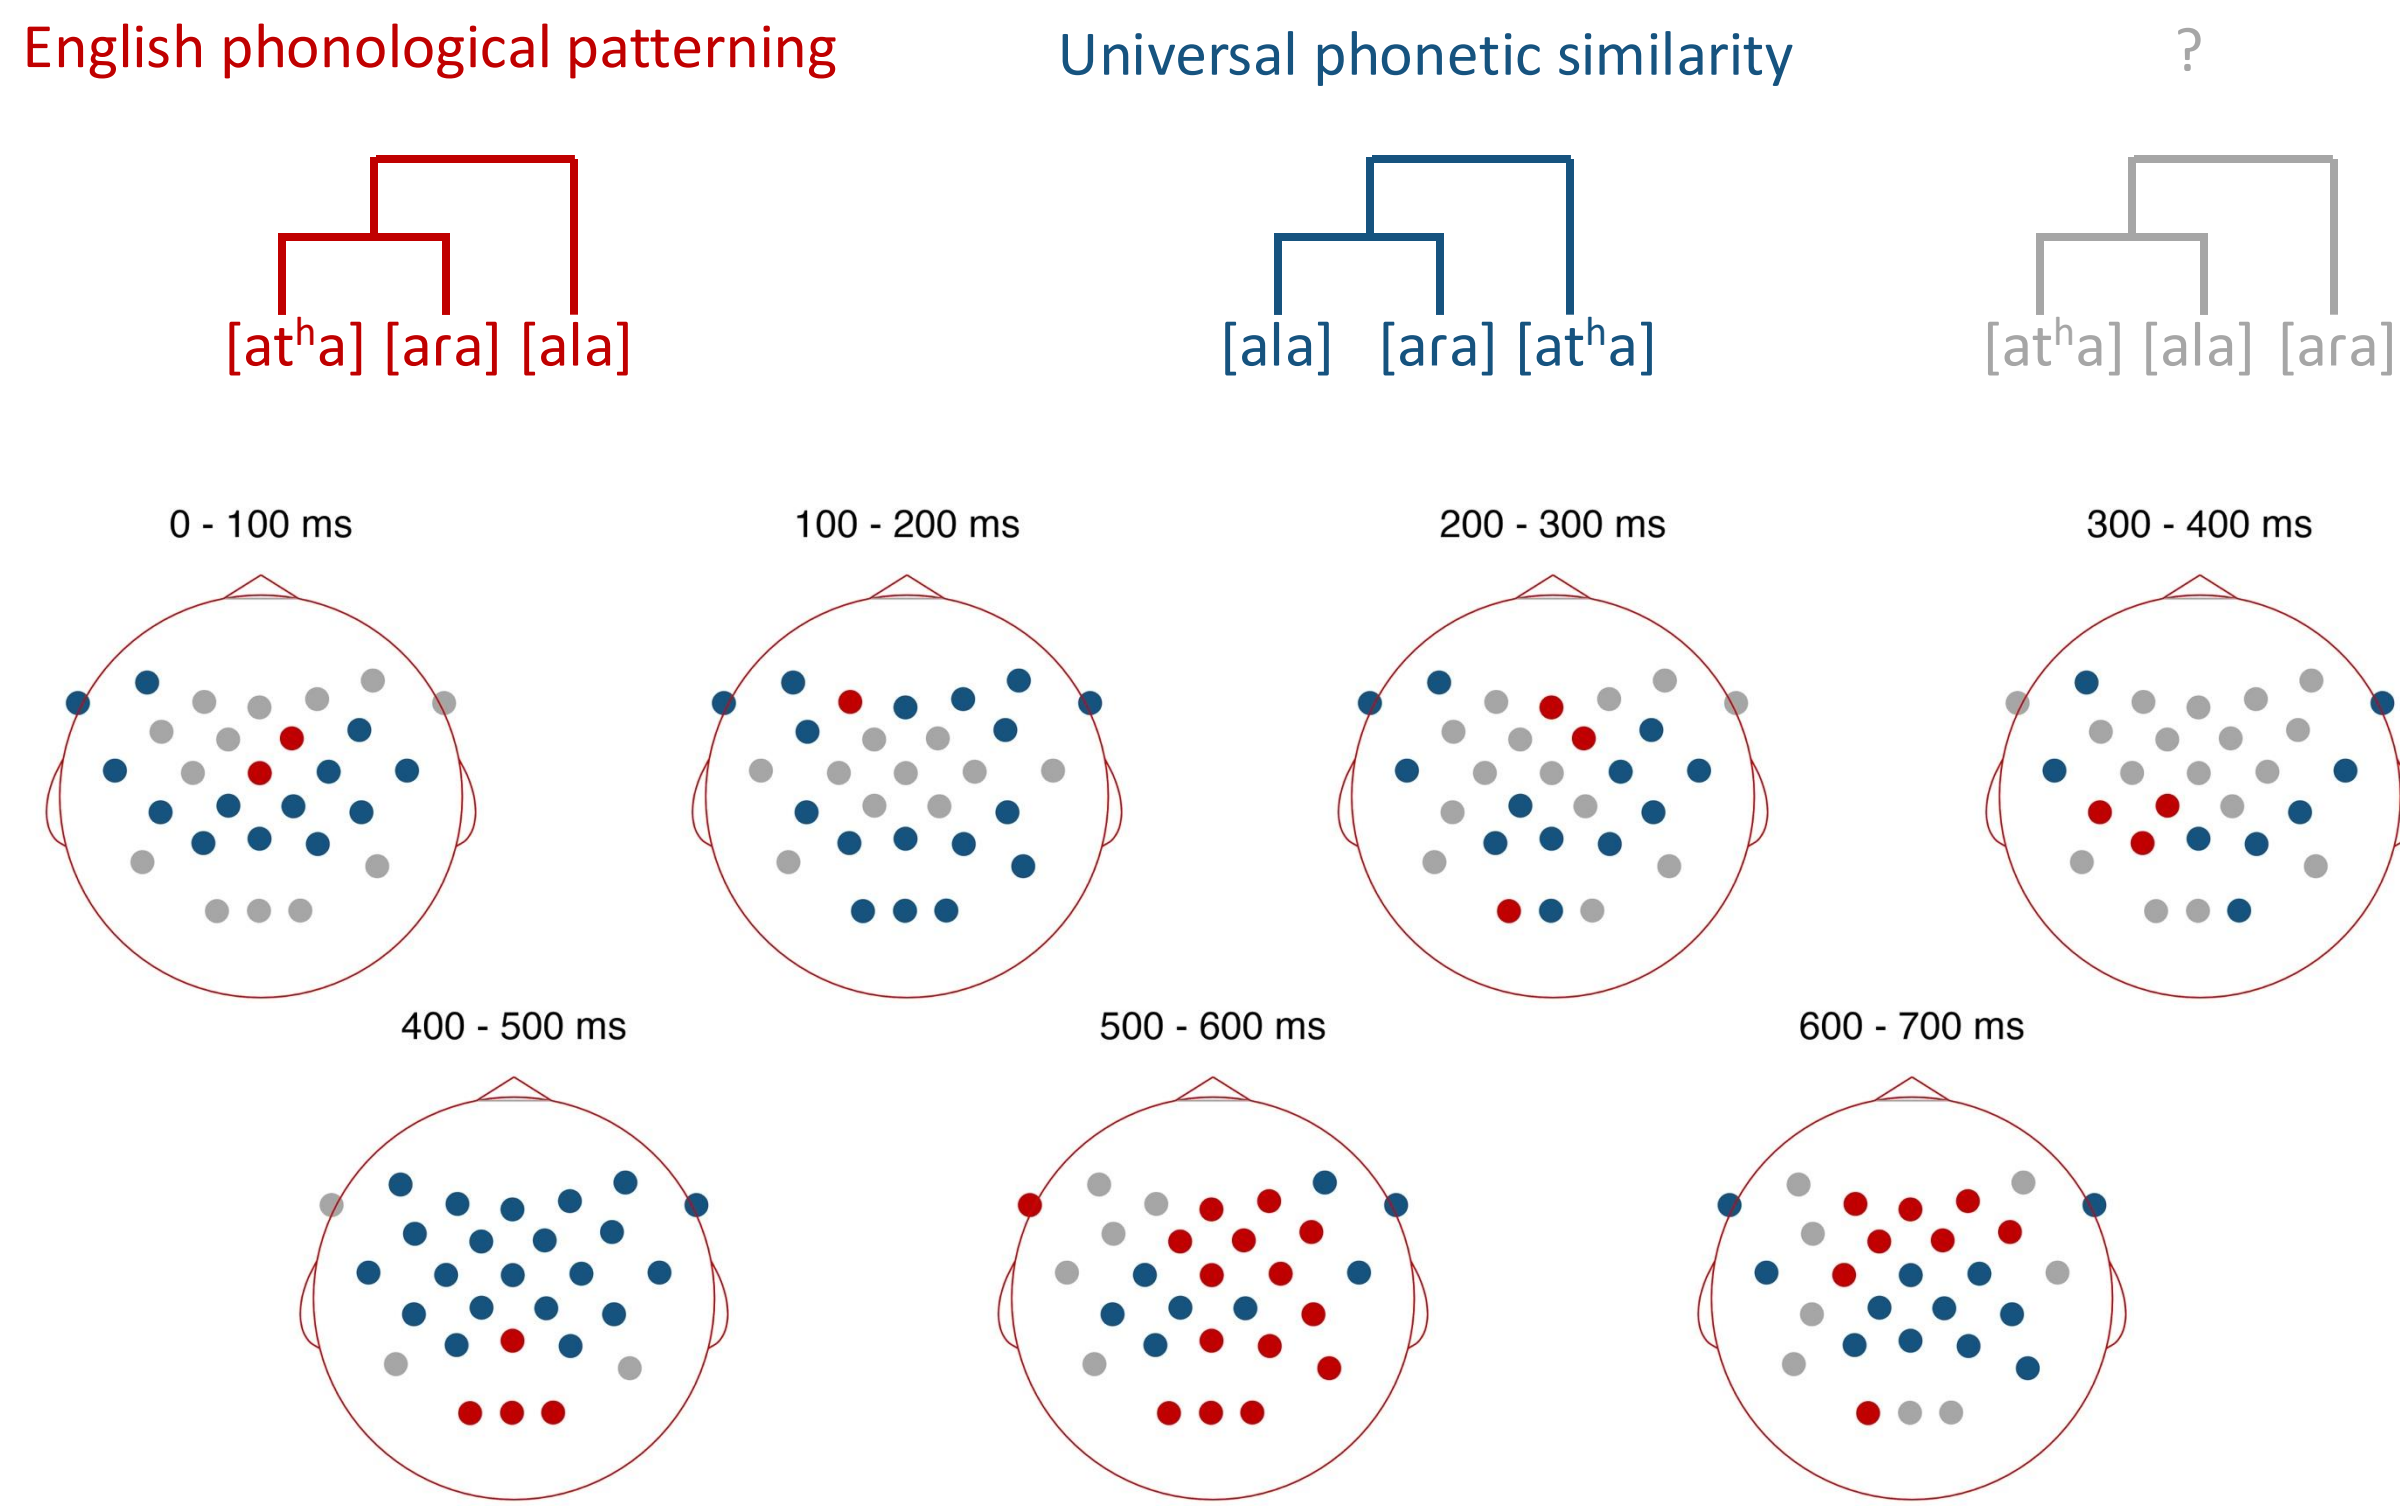 English phonological patterning
Universal phonetic similarity
?
[atʰa] [ara] [ala]
[ala] [ara] [atʰa]
[atʰa] [ala] [ara]
0 - 100 ms
100 - 200 ms
200 - 300 ms
300 - 400 ms
400 - 500 ms
500 - 600 ms
600 - 700 ms